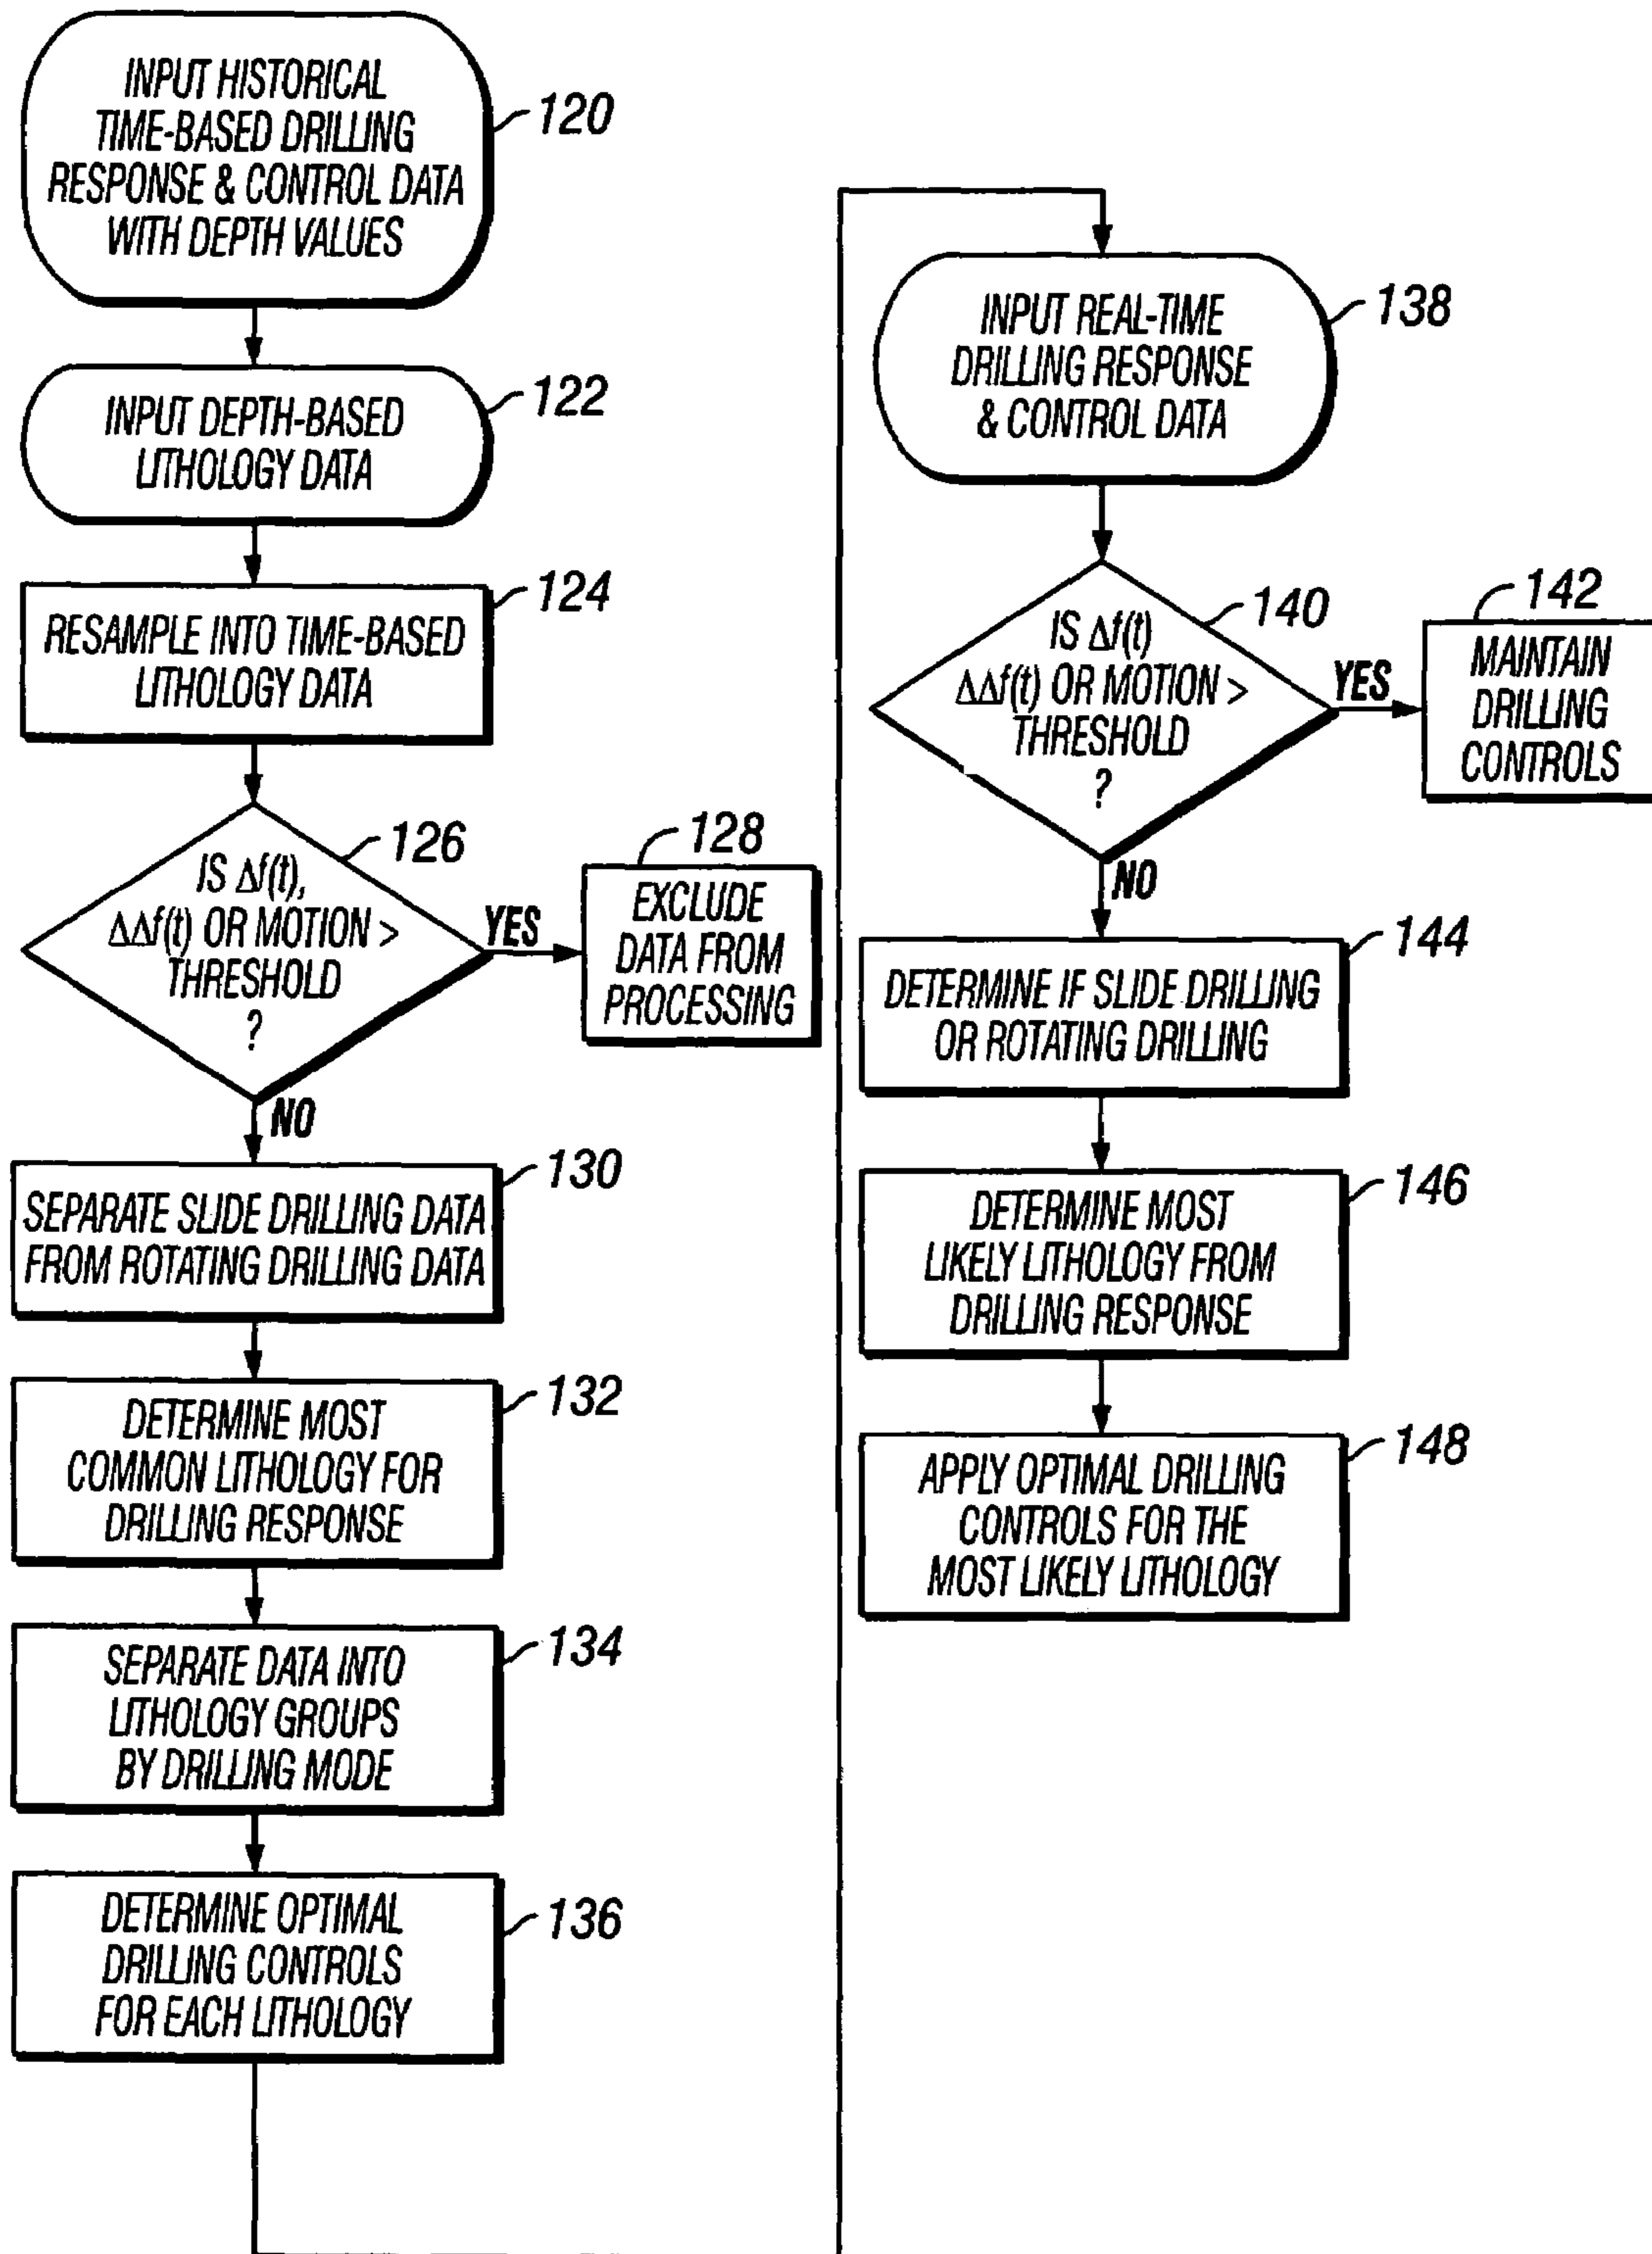 INPUT HISTORICAL
TIME-BASED DRILLING
RESPONSE & CONTROL DATA
WITH DEPTH VALUES
120
INPUT DEPTH-BASED
LITHOLOGY DATA
122
RESAMPLE INTO TIME-BASED
LITHOLOGY DATA
124
IS Δf(t),
ΔΔf(t) OR MOTION >
THRESHOLD
?
126
YES
128
EXCLUDE
DATA FROM
PROCESSING
NO
SEPARATE SLIDE DRILLING DATA
FROM ROTATING DRILLING DATA
130
DETERMINE MOST
COMMON LITHOLOGY FOR
DRILLING RESPONSE
132
SEPARATE DATA INTO
LITHOLOGY GROUPS
BY DRILLING MODE
134
DETERMINE OPTIMAL
DRILLING CONTROLS
FOR EACH LITHOLOGY
136
INPUT REAL-TIME
DRILLING RESPONSE
& CONTROL DATA
138
IS Δf(t)
ΔΔf(t) OR MOTION >
THRESHOLD
?
140
YES
142
MAINTAIN
DRILLING
CONTROLS
NO
DETERMINE IF SLIDE DRILLING
OR ROTATING DRILLING
144
DETERMINE MOST
LIKELY LITHOLOGY FROM
DRILLING RESPONSE
146
APPLY OPTIMAL DRILLING
CONTROLS FOR THE
MOST LIKELY LITHOLOGY
148